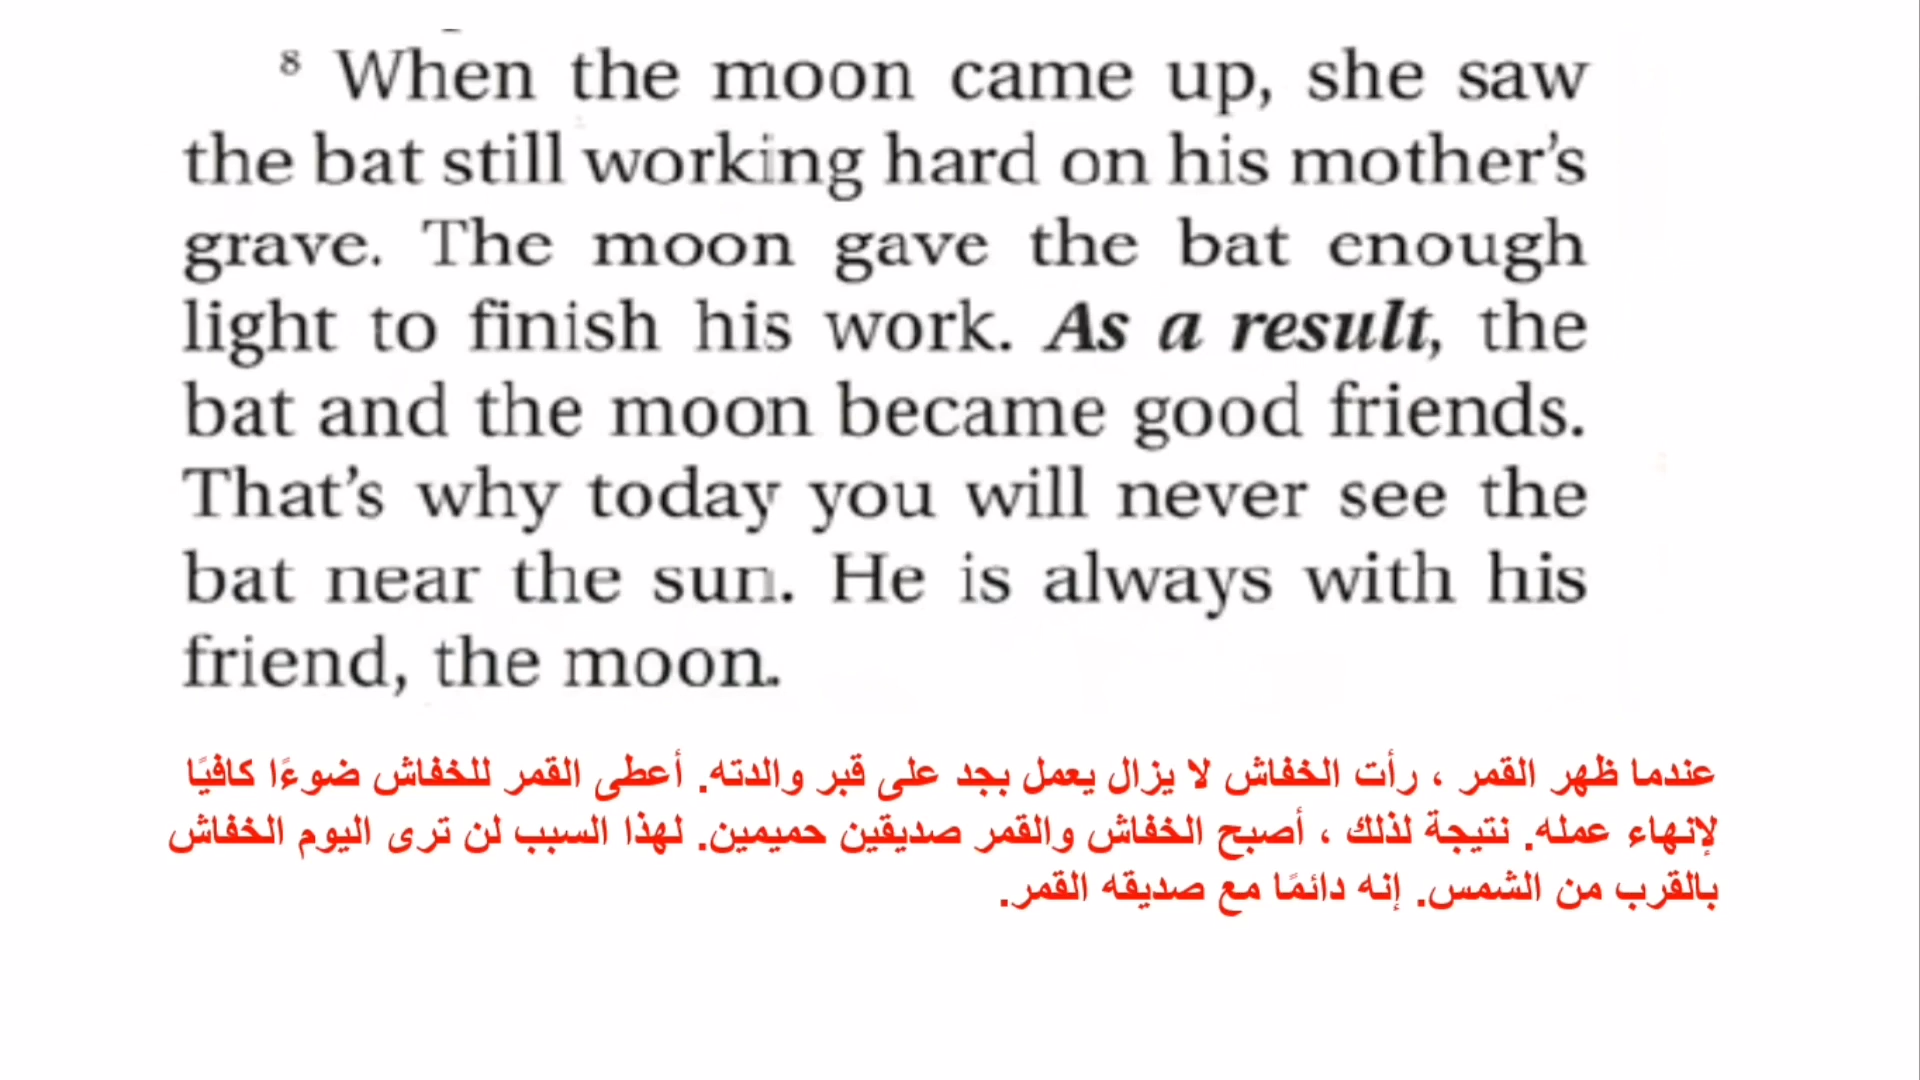 8 When the moon came up, she saw
the bat still working hard on his mother's
grave. The moon gave the bat enough
light to finish his work. As a result, the
bat and the moon became good friends.
That's why today you will never see the
bat near the sun. He is always with his
friend, the moon.
عندما ظهر القمر ، رأت الخفاش لا يزال يعمل بجد على قبر والدته. أعطى القمر للخفاش ضوءًا كافيًا
لإنهاء عمله. نتيجة لذلك ، أصبح الخفاش والقمر صديقين حميمين. لهذا السبب لن ترى اليوم الخفاش
بالقرب من الشمس. إنه دائمًا مع صديقه القمر.